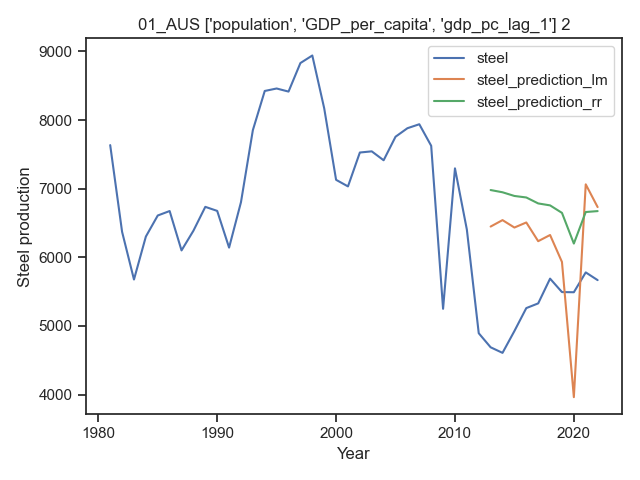 01_AUS ['population', 'GDP_per_capita', 'gdp_pc_lag_1'] 2
steel
steel_prediction_lm
steel_prediction_rr
Steel production
9000
8000
7000
6000
5000
4000
1980
1990
2000
2010
2020
Year